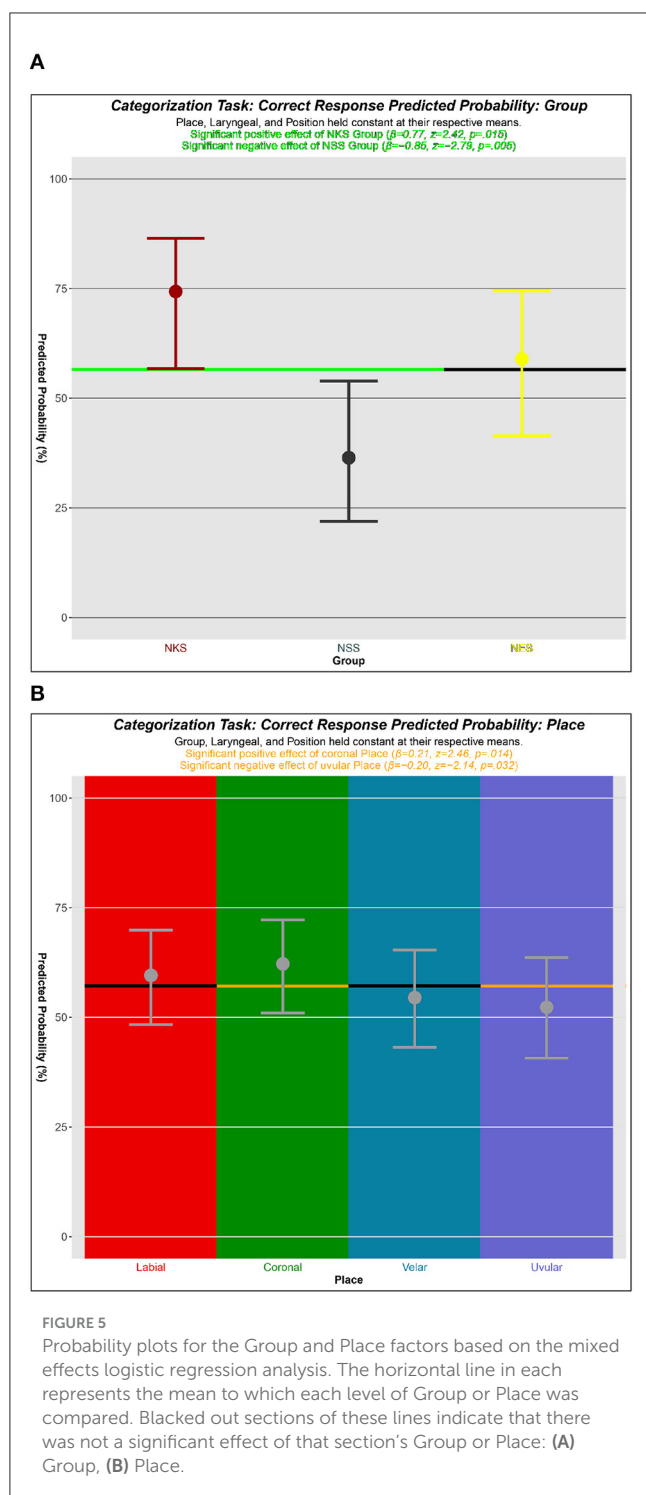 A
Categorization Task: Correct Response Predicted Probability: Group
Place, Laryngeal, and Position held constant at their respective means.
Significant positive effect of NKS Group (β=0.77, z=2.42, p=.015)
Significant negative effect of NSS Group (β=−0.85, z=−2.79, p=.005)
100
75
50
25
0
Predicted Probability (%)
NKS NSS NES
Group
B
Categorization Task: Correct Response Predicted Probability: Place
Group, Laryngeal, and Position held constant at their respective means.
Significant positive effect of coronal Place (β=0.21, z=2.46, p=.014)
Significant negative effect of uvular Place (β=−0.20, z=−2.14, p=.032)
100
75
50
25
0
Predicted Probability (%)
Labial Coronal Velar Uvular
Place
FIGURE 5
Probability plots for the Group and Place factors based on the mixed
effects logistic regression analysis. The horizontal line in each
represents the mean to which each level of Group or Place was
compared. Blacked out sections of these lines indicate that there
was not a significant effect of that section's Group or Place: (A)
Group, (B) Place.